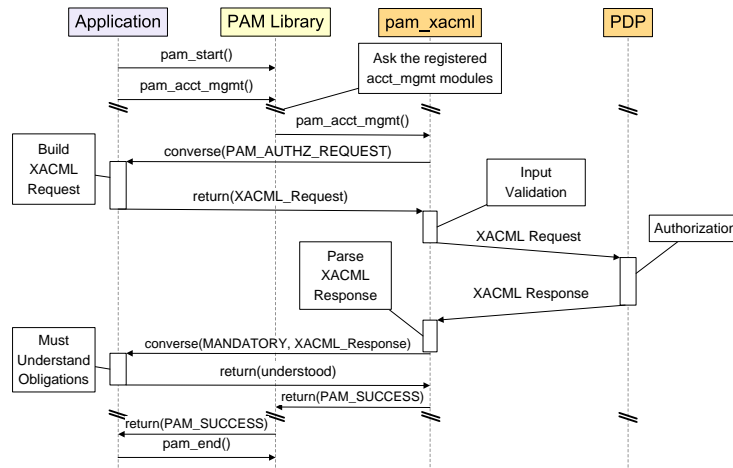 Application
PAM Library
pam_xacml
PDP
pam_start()
Ask the registered
acct_mgmt modules
pam_acct_mgmt()
pam_acct_mgmt()
Build
XACML
Request
converse(PAM_AUTHZ_REQUEST)
Input
Validation
return(XACML_Request)
XACML Request
Authorization
Parse
XACML
Response
XACML Response
Must
Understand
Obligations
converse(MANDATORY, XACML_Response)
return(understood)
return(PAM_SUCCESS)
return(PAM_SUCCESS)
pam_end()